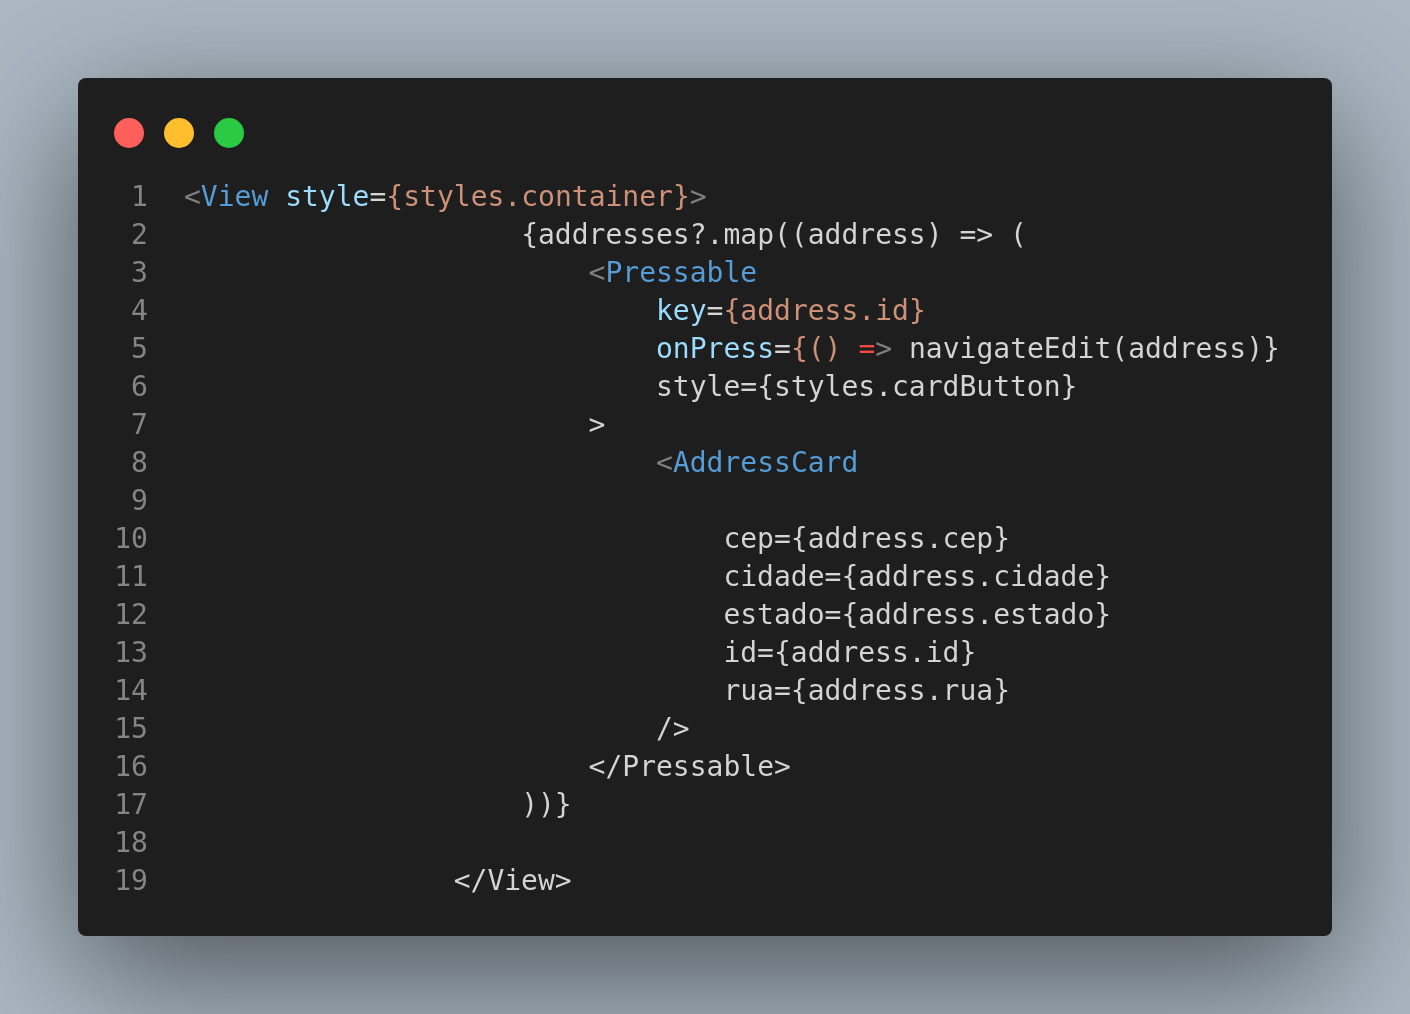 1 <View style={styles.container}>
2 {addresses?.map((address) => (
3 <Pressable
4 key={address.id}
5 onPress={() => navigateEdit(address)}
6 style={styles.cardButton}
7 >
8 <AddressCard
9
10 cep={address.cep}
11 cidade={address.cidade}
12 estado={address.estado}
13 id={address.id}
14 rua={address.rua}
15 />
16 </Pressable>
17 ))}
18
19 </View>